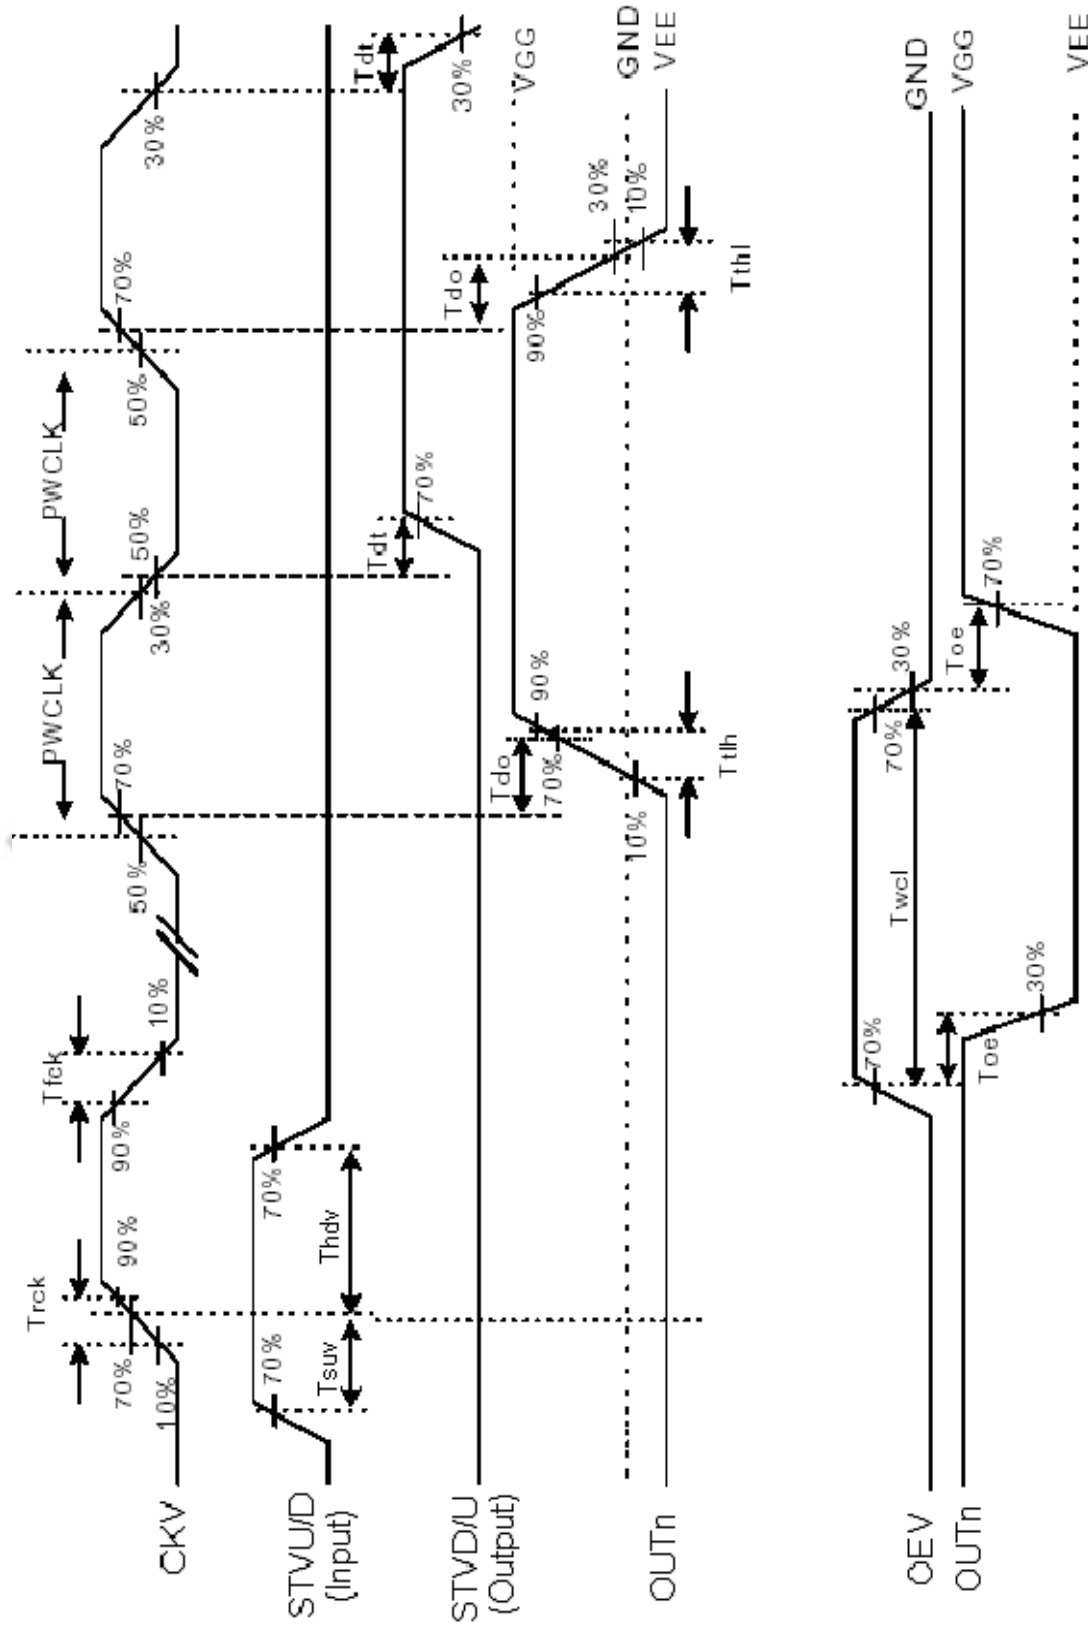 Trck
Tfck
PWCLK
PWCLK
70%
10%
90%
90%
10%
50%
70%
30%
50%
50%
70%
30%
CKV
70%
70%
Tsuv
Thdv
STVU/D
(Input)
Tdt
70%
Tdt
30%
STVD/U
(Output)
Tdo
70%
90%
10%
Tdo
90%
30%
10%
VGG
GND
VEE
OUTn
Ttlh
Tthl
70%
Twcl
70%
30%
GND
OEV
Toe
30%
Toe
70%
VGG
OUTn
VEE